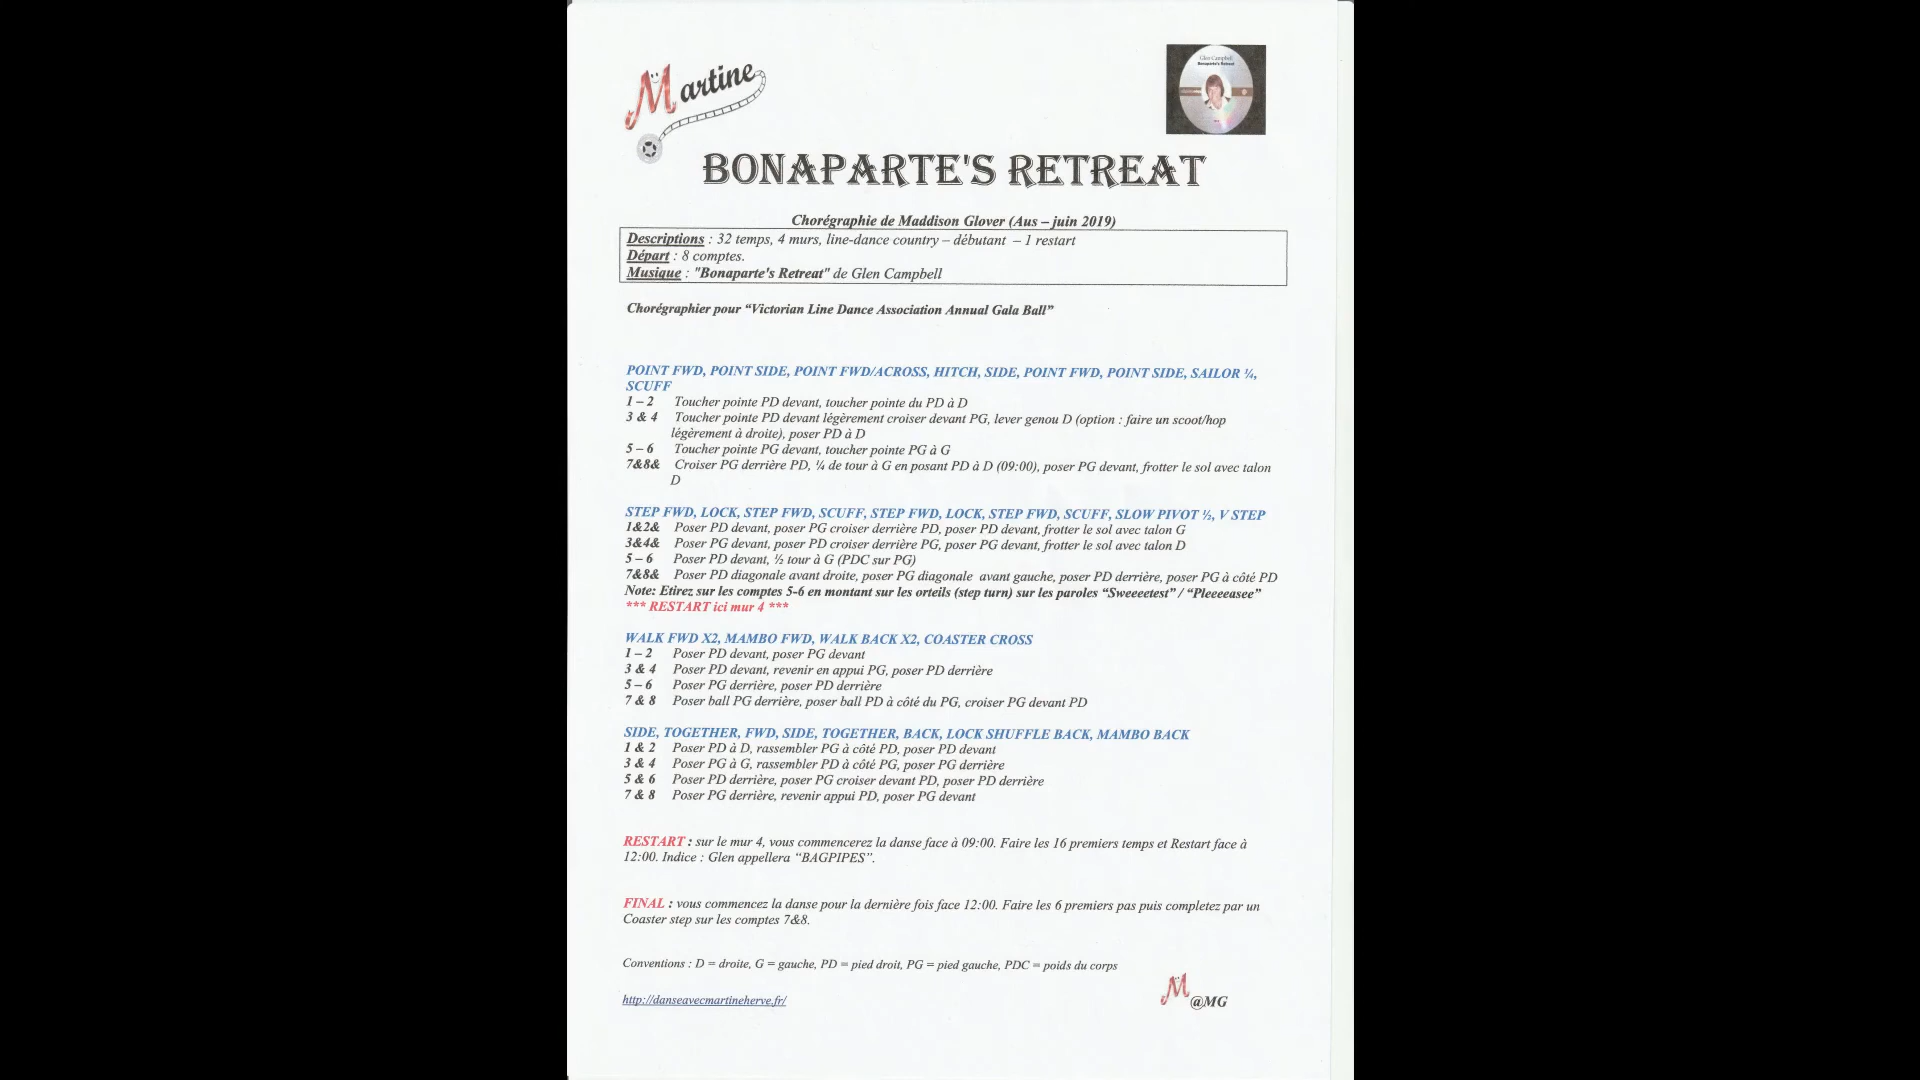 Martine
Glen Campbell
Bonaparte's Retreat
BONAPARTE'S RETREAT
Chorégraphie de Maddison Glover (Aus – juin 2019)
Descriptions : 32 temps, 4 murs, line-dance country – débutant – 1 restart
Départ : 8 comptes.
Musique : "Bonaparte's Retreat" de Glen Campbell
Chorégraphier pour “Victorian Line Dance Association Annual Gala Ball”
POINT FWD, POINT SIDE, POINT FWD/ACROSS, HITCH, SIDE, POINT FWD, POINT SIDE, SAILOR ¼,
SCUFF
1 – 2 Toucher pointe PD devant, toucher pointe du PD à D
3 & 4 Toucher pointe PD devant légèrement croiser devant PG, lever genou D (option : faire un scoot/hop
légèrement à droite), poser PD à D
5 – 6 Toucher pointe PG devant, toucher pointe PG à G
7&8& Croiser PG derrière PD, ¼ de tour à G en posant PD à D (09:00), poser PG devant, frotter le sol avec talon
D
STEP FWD, LOCK, STEP FWD, SCUFF, STEP FWD, LOCK, STEP FWD, SCUFF, SLOW PIVOT ½, V STEP
1&2& Poser PD devant, poser PG croiser derrière PD, poser PD devant, frotter le sol avec talon G
3&4& Poser PG devant, poser PD croiser derrière PG, poser PG devant, frotter le sol avec talon D
5 – 6 Poser PD devant, ½ tour à G (PDC sur PG)
7&8& Poser PD diagonale avant droite, poser PG diagonale avant gauche, poser PD derrière, poser PG à côté PD
Note: Etirez sur les comptes 5-6 en montant sur les orteils (step turn) sur les paroles “Sweeeetest” / “Pleeeeasee”
*** RESTART ici mur 4 ***
WALK FWD X2, MAMBO FWD, WALK BACK X2, COASTER CROSS
1 – 2 Poser PD devant, poser PG devant
3 & 4 Poser PD devant, revenir en appui PG, poser PD derrière
5 – 6 Poser PG derrière, poser PD derrière
7 & 8 Poser ball PG derrière, poser ball PD à côté du PG, croiser PG devant PD
SIDE, TOGETHER, FWD, SIDE, TOGETHER, BACK, LOCK SHUFFLE BACK, MAMBO BACK
1 & 2 Poser PD à D, rassembler PG à côté PD, poser PD devant
3 & 4 Poser PG à G, rassembler PD à côté PG, poser PG derrière
5 & 6 Poser PD derrière, poser PG croiser devant PD, poser PD derrière
7 & 8 Poser PG derrière, revenir appui PD, poser PG devant
RESTART : sur le mur 4, vous commencerez la danse face à 09:00. Faire les 16 premiers temps et Restart face à
12:00. Indice : Glen appellera “BAGPIPES”.
FINAL : vous commencez la danse pour la dernière fois face 12:00. Faire les 6 premiers pas puis completez par un
Coaster step sur les comptes 7&8.
Conventions : D = droite, G = gauche, PD = pied droit, PG = pied gauche, PDC = poids du corps
http://danseavecmartineherve.fr/
M @MG